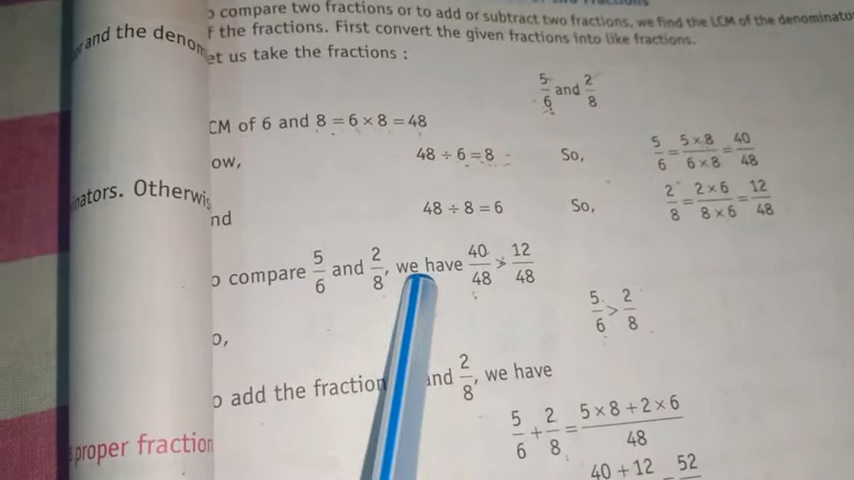 and the denom
ators. Otherwis
proper fraction
o compare two fractions or to add or subtract two fractions, we find the LCM of the denominato
f the fractions. First convert the given fractions into like fractions.
et us take the fractions :
5/6 and 2/8
CM of 6 and 8 = 6 × 8 = 48
ow, 48 ÷ 6 = 8 So, 5/6 = 5 × 8/6 × 8 = 40/48
nd 48 ÷ 8 = 6 So, 2/8 = 2 × 6/8 × 6 = 12/48
o compare 5/6 and 2/8, we have 40/48 > 12/48
o, 5/6 > 2/8
o add the fraction and 2/8, we have
5/6 + 2/8 = 5 × 8 + 2 × 6/48
40 + 12 52